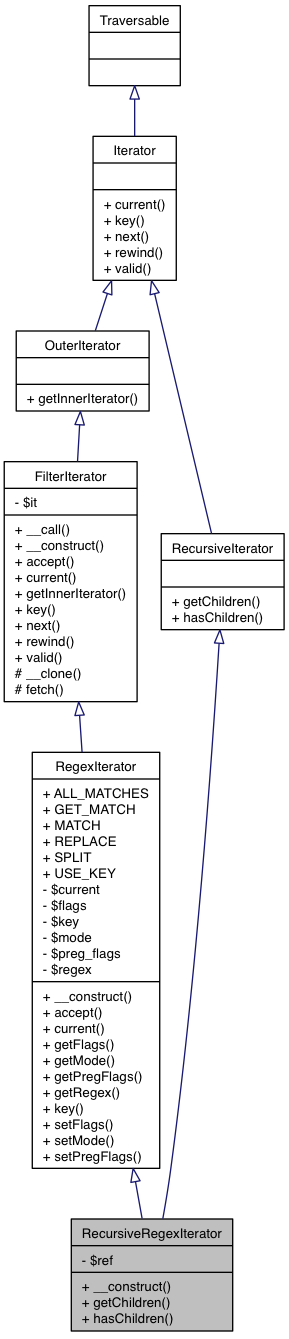 Traversable
Iterator
+ current()
+ key()
+ next()
+ rewind()
+ valid()
OuterIterator
+ getInnerIterator()
FilterIterator
- $it
+ __call()
+ __construct()
+ accept()
+ current()
+ getInnerIterator()
+ key()
+ next()
+ rewind()
+ valid()
# __clone()
# fetch()
RecursiveIterator
+ getChildren()
+ hasChildren()
RegexIterator
+ ALL_MATCHES
+ GET_MATCH
+ MATCH
+ REPLACE
+ SPLIT
+ USE_KEY
- $current
- $flags
- $key
- $mode
- $preg_flags
- $regex
+ __construct()
+ accept()
+ current()
+ getFlags()
+ getMode()
+ getPregFlags()
+ getRegex()
+ key()
+ setFlags()
+ setMode()
+ setPregFlags()
RecursiveRegexIterator
- $ref
+ __construct()
+ getChildren()
+ hasChildren()